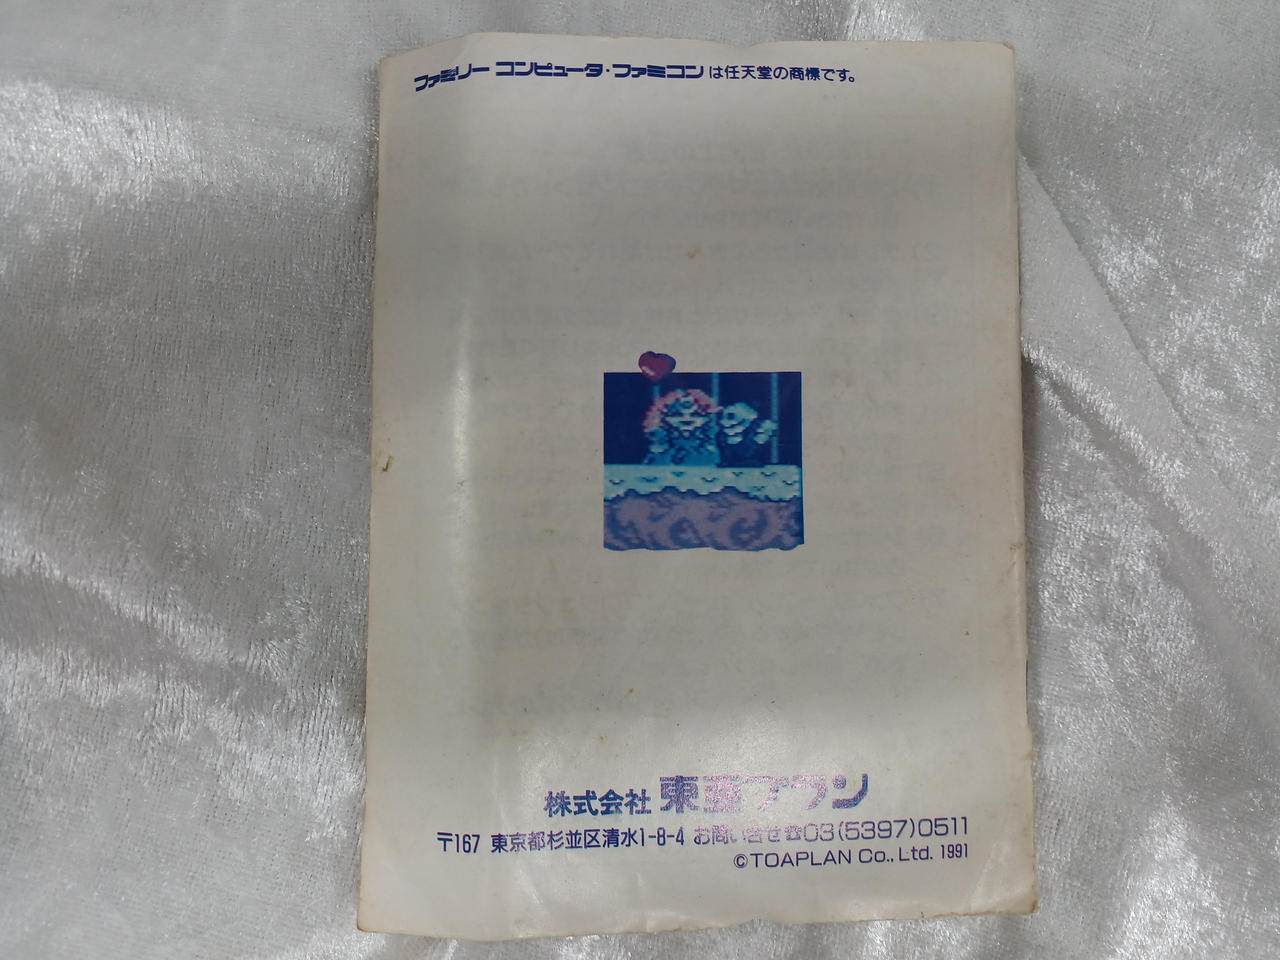 ファミリー コンピュータ・ファミコンは任天堂の商標です。
株式会社 東亜プラン
〒167 東京都杉並区清水1-8-4 お問い合せ☎03(5397)0511
©TOAPLAN Co., Ltd. 1991